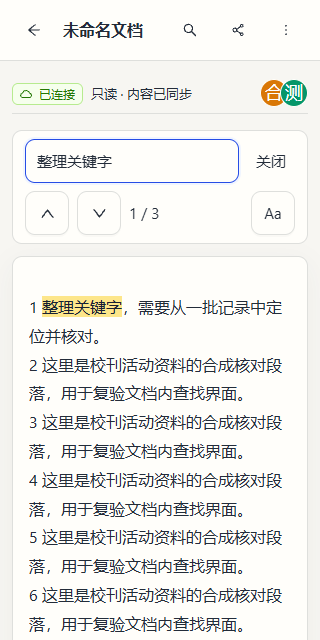 未命名文档
已连接
只读 · 内容已同步
合
测
整理关键字
关闭
1 / 3
Aa
1 整理关键字，需要从一批记录中定
位并核对。
2 这里是校刊活动资料的合成核对段
落，用于复验文档内查找界面。
3 这里是校刊活动资料的合成核对段
落，用于复验文档内查找界面。
4 这里是校刊活动资料的合成核对段
落，用于复验文档内查找界面。
5 这里是校刊活动资料的合成核对段
落，用于复验文档内查找界面。
6 这里是校刊活动资料的合成核对段
落，用于复验文档内查找界面。